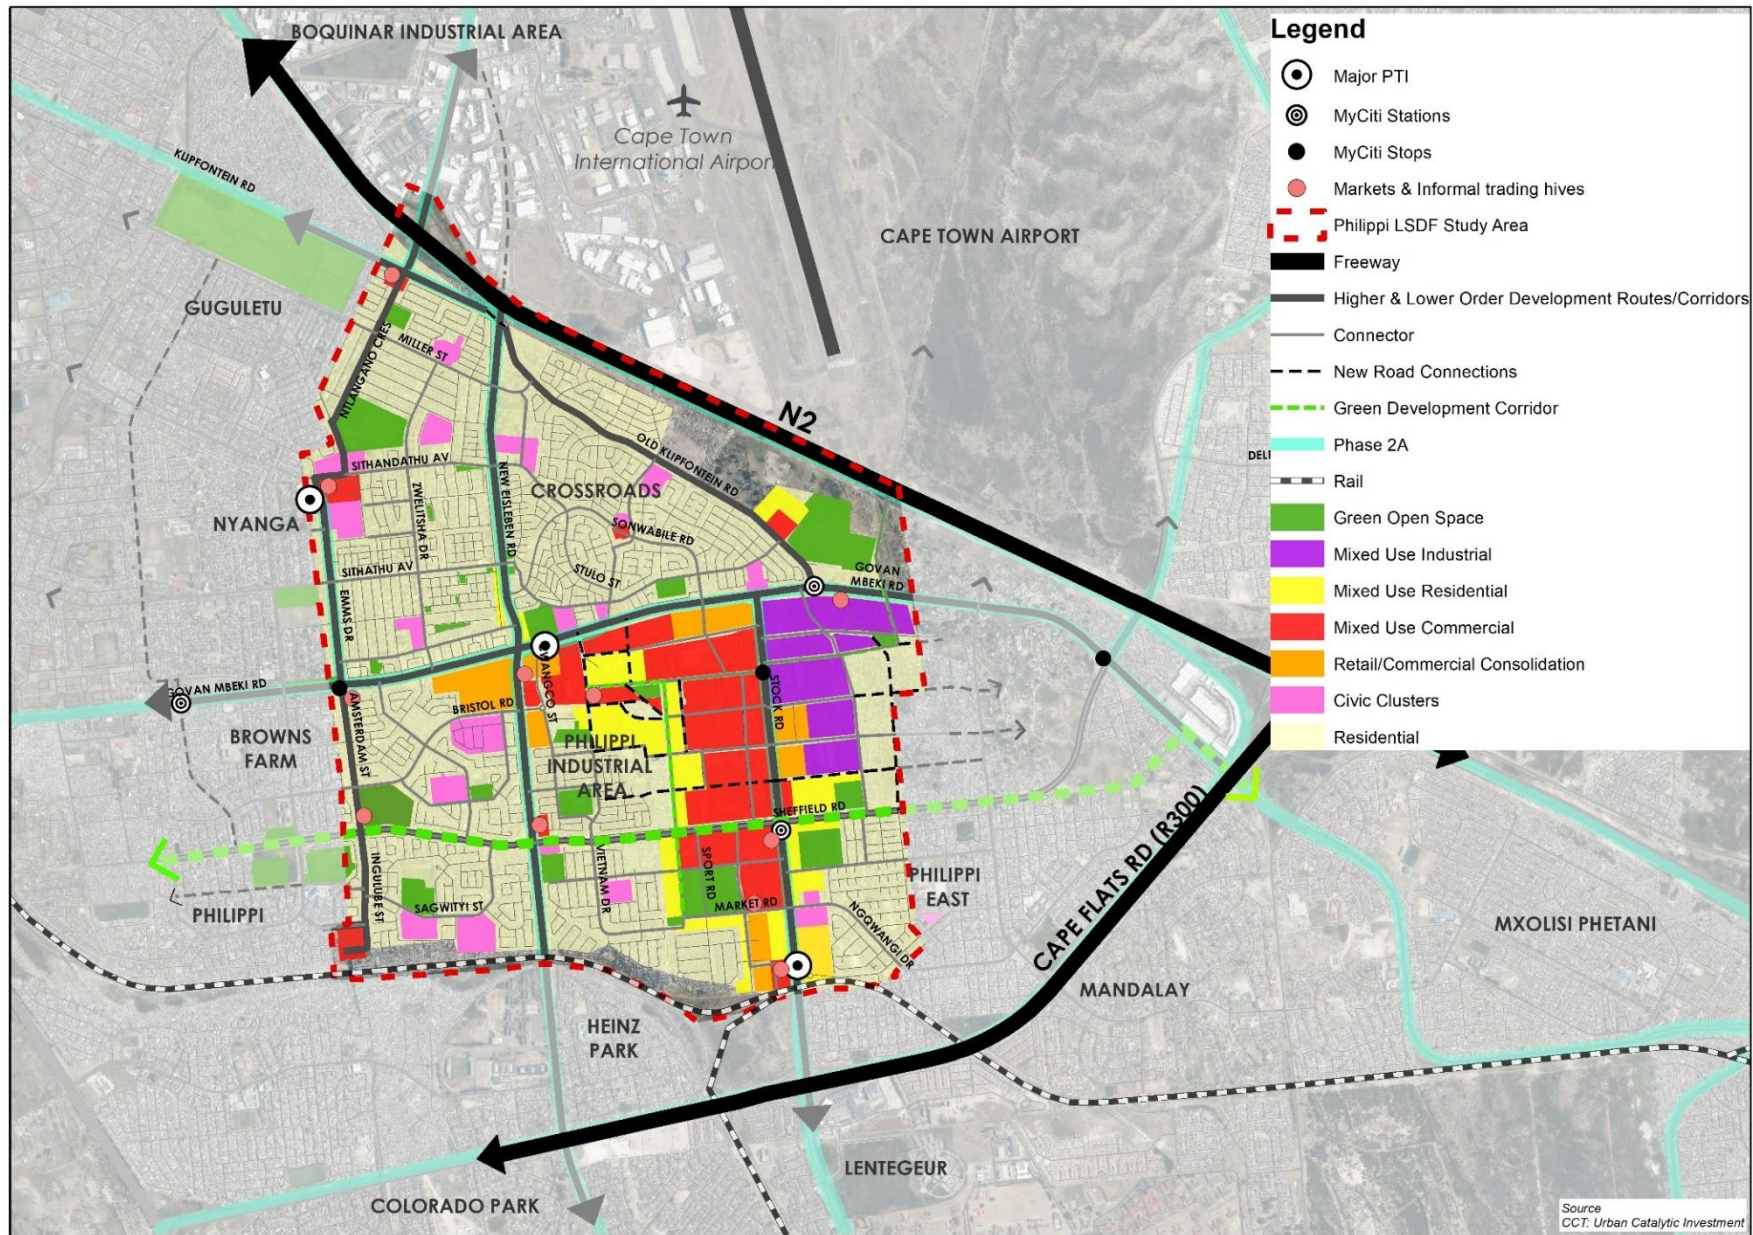 BOQUINAR INDUSTRIAL AREA
Cape Town
International Airport
KLIPFONTEIN RD
CAPE TOWN AIRPORT
GUGULETU
MILLER ST
NTLANGANO CRES
N2
OLD KLIPFONTEIN RD
SITHANDATHU AV
NEW EISLEBEN RD
CROSSROADS
ZWELITSHA DR
NYANGA
SONWABILE RD
SITHATHU AV
STULO ST
GOVAN
MBEKI RD
EMMS DR
GOVAN MBEKI RD
AMSTERDAM ST
BRISTOL RD
STOCK RD
BROWNS
FARM
PHILIPPI
INDUSTRIAL
AREA
SHEFFIELD RD
CAPE FLATS RD (R300)
INGULUBE ST
VIETNAM DR
SPORT RD
PHILIPPI
EAST
PHILIPPI
SAGWITYI ST
MARKET RD
NGQWANGI DR
MXOLISI PHETANI
MANDALAY
HEINZ
PARK
LENTEGEUR
COLORADO PARK
Legend
Major PTI
MyCiti Stations
MyCiti Stops
Markets & Informal trading hives
Philippi LSDF Study Area
Freeway
Higher & Lower Order Development Routes/Corridors
Connector
New Road Connections
Green Development Corridor
Phase 2A
Rail
Green Open Space
Mixed Use Industrial
Mixed Use Residential
Mixed Use Commercial
Retail/Commercial Consolidation
Civic Clusters
Residential
Source
CCT: Urban Catalytic Investment